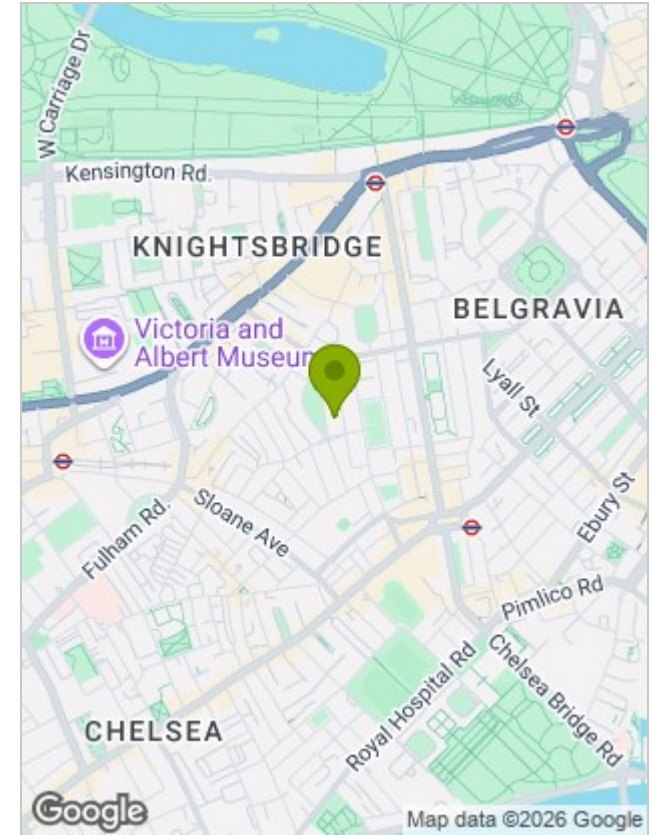 W Carriage Dr
Kensington Rd.
KNIGHTSBRIDGE
BELGRAVIA
Victoria and
Albert Museum
Lyall St
Sloane Ave
Fulham Rd.
Ebury St
Pimlico Rd
Royal Hospital Rd
Chelsea Bridge Rd
CHELSEA
Google
Map data ©2026 Google